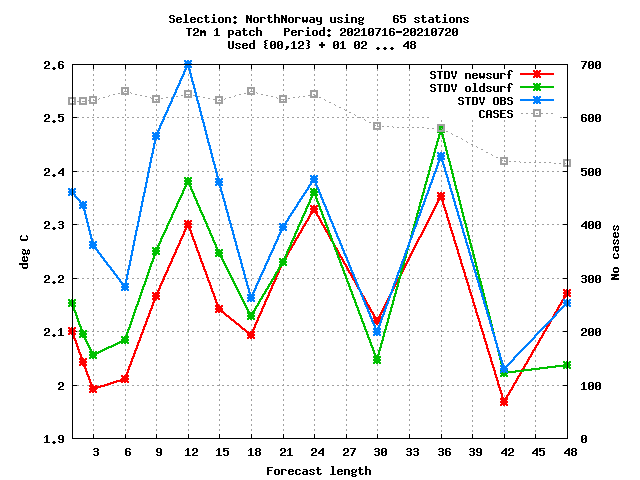 Selection: NorthNorway using    65 stations
T2m 1 patch   Period: 20210716-20210720
Used {00,12} + 01 02 ... 48
STDV newsurf
STDV oldsurf
STDV OBS
CASES
2.6
2.5
2.4
2.3
2.2
2.1
2
1.9
deg C
700
600
500
400
300
200
100
0
No cases
3 6 9 12 15 18 21 24 27 30 33 36 39 42 45 48
Forecast length